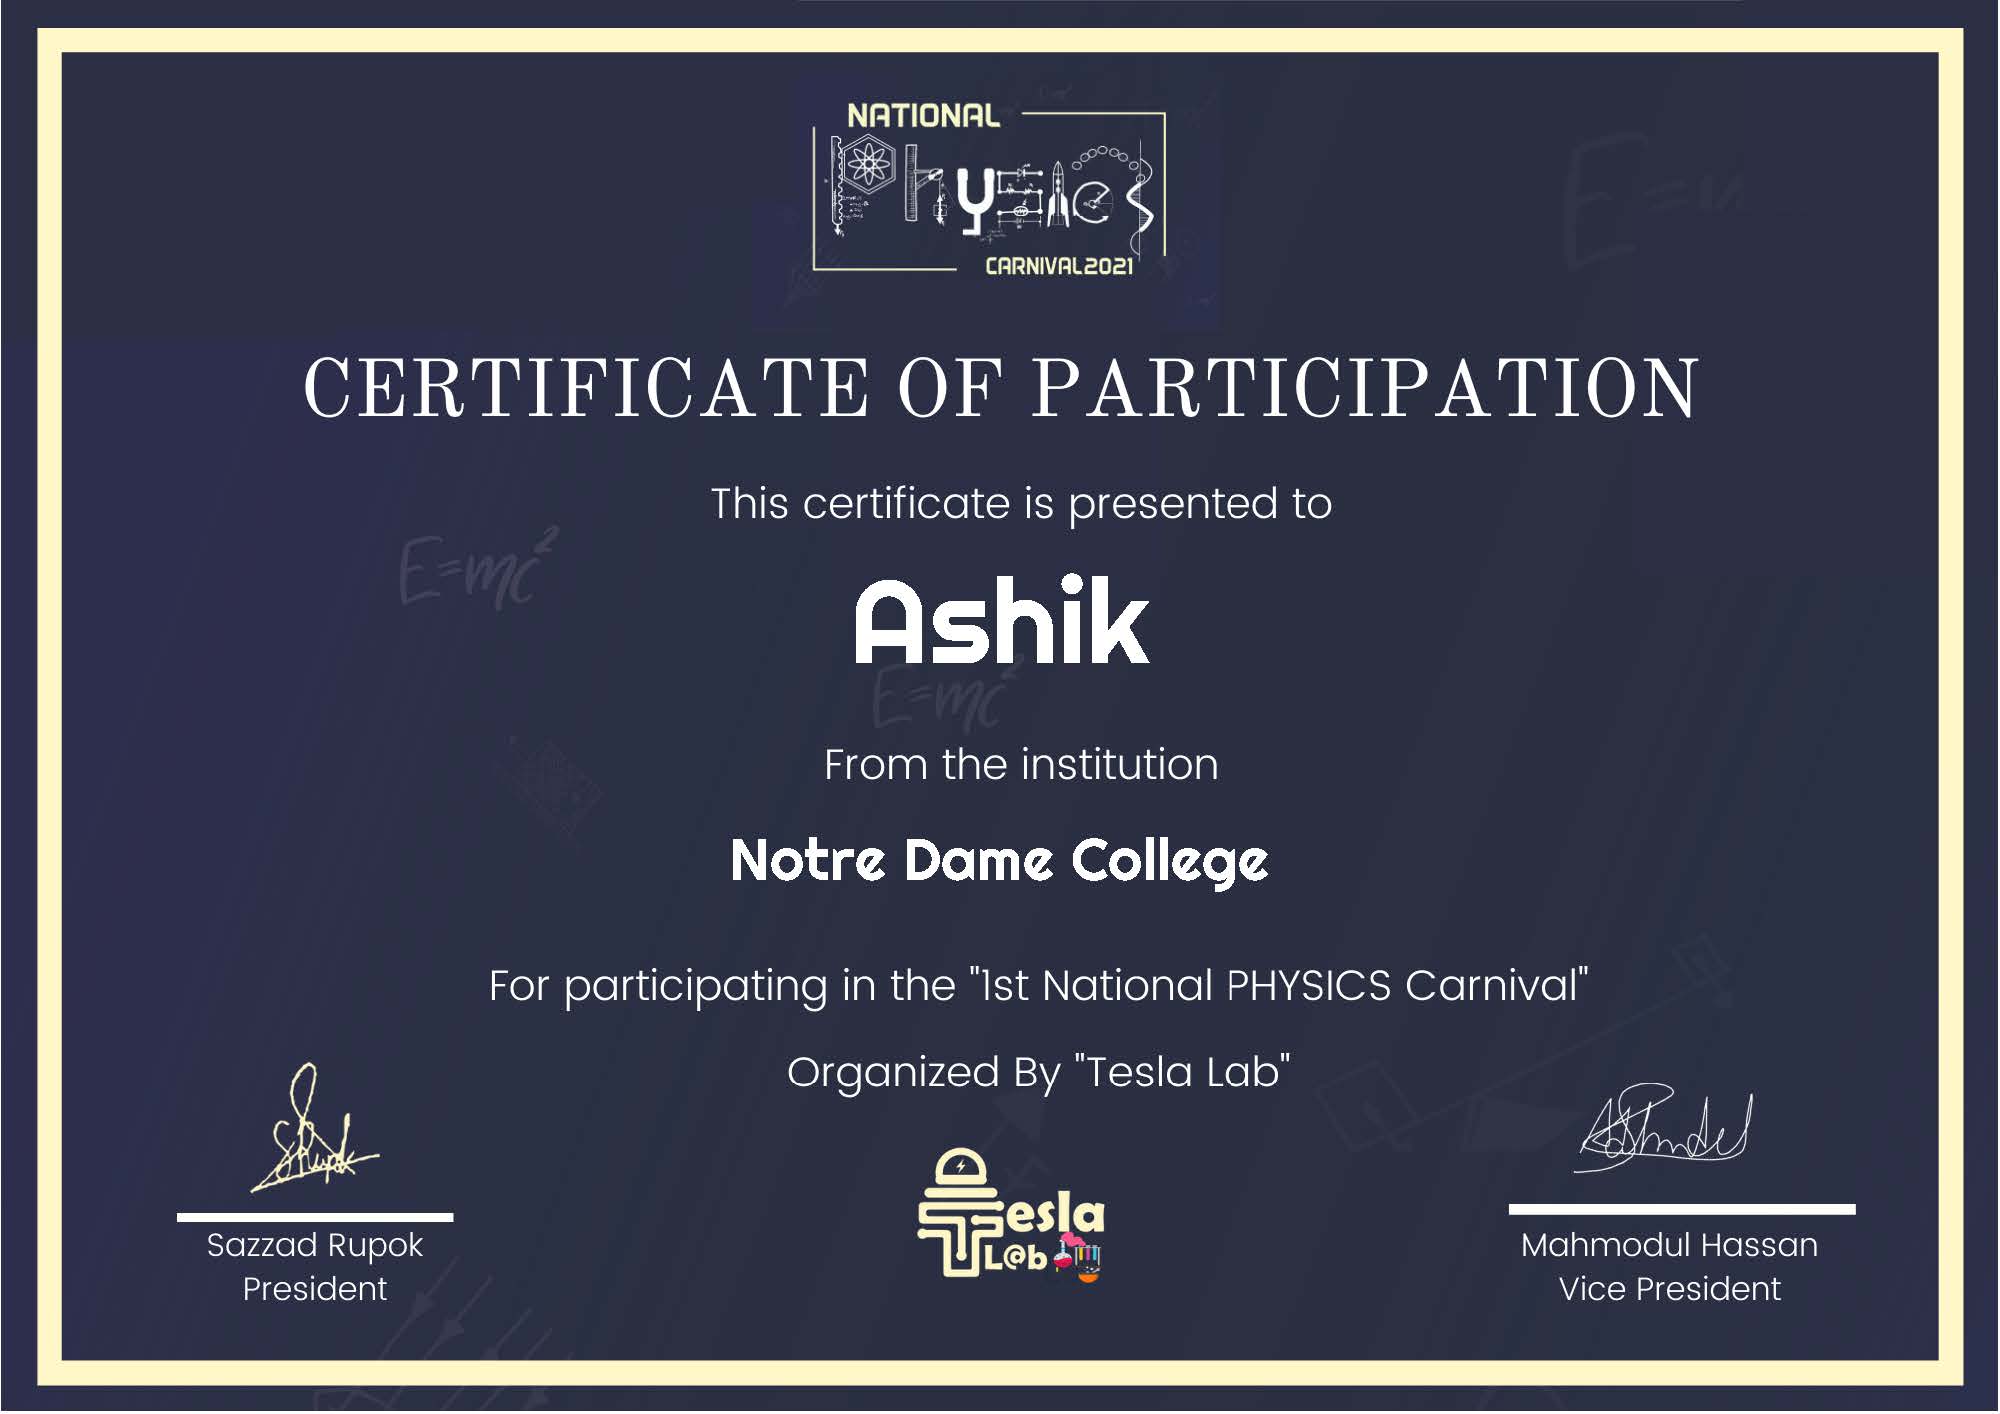 NATIONAL
Physics
CARNIVAL2021
CERTIFICATE OF PARTICIPATION
This certificate is presented to
E=mc²
Ashik
E=mc²
From the institution
Notre Dame College
For participating in the "1st National PHYSICS Carnival"
Organized By "Tesla Lab"
Tesla
L@b
Sazzad Rupok
President
Mahmodul Hassan
Vice President